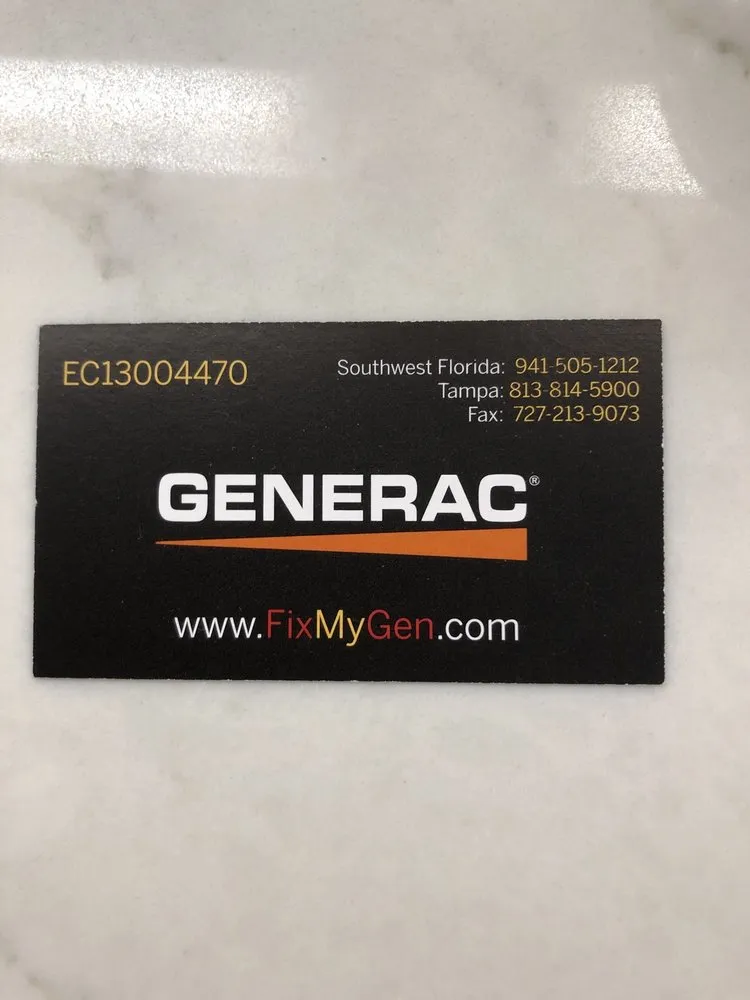 EC13004470
Southwest Florida: 941-505-1212
Tampa: 813-814-5900
Fax: 727-213-9073
GENERAC®
www.FixMyGen.com